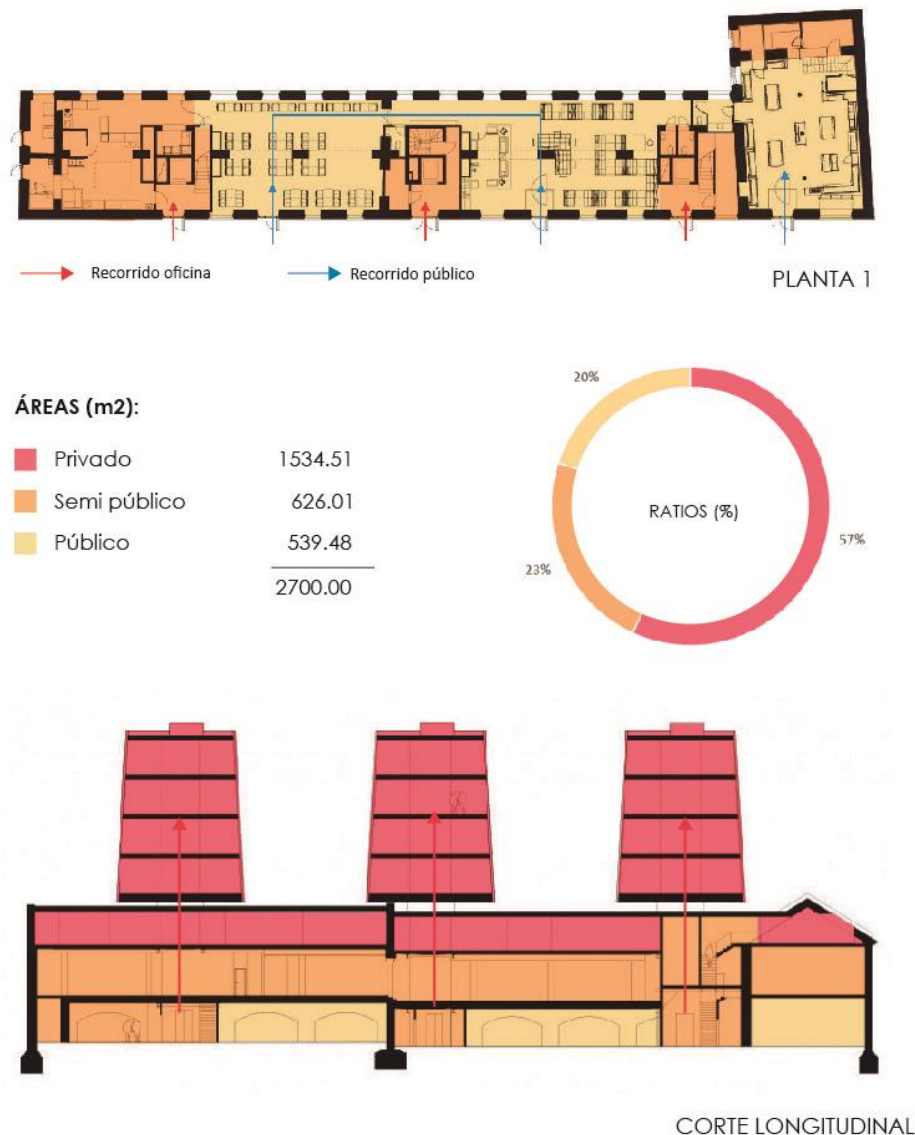 Recorrido oficina
Recorrido público
PLANTA 1
ÁREAS (m2):
Privado 1534.51
Semi público 626.01
Público 539.48
2700.00
20%
RATIOS (%)
57%
23%
CORTE LONGITUDINAL